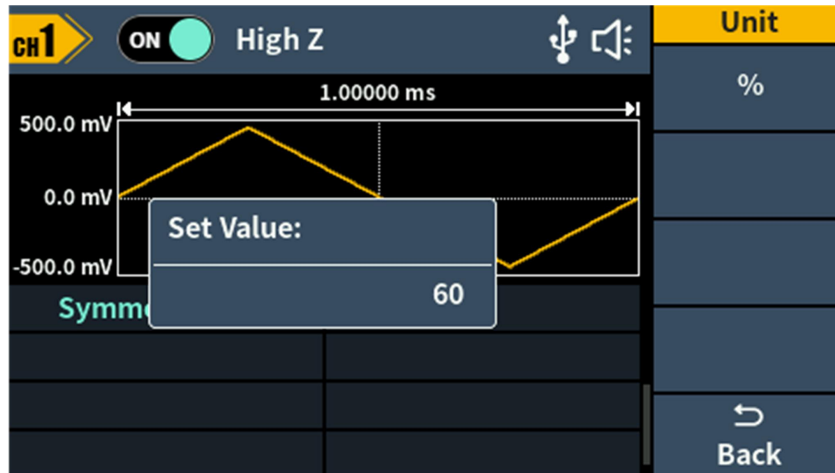 CH1 ON High Z
Unit
%
1.00000 ms
500.0 mV
0.0 mV
-500.0 mV
Set Value:
60
Symme
Back